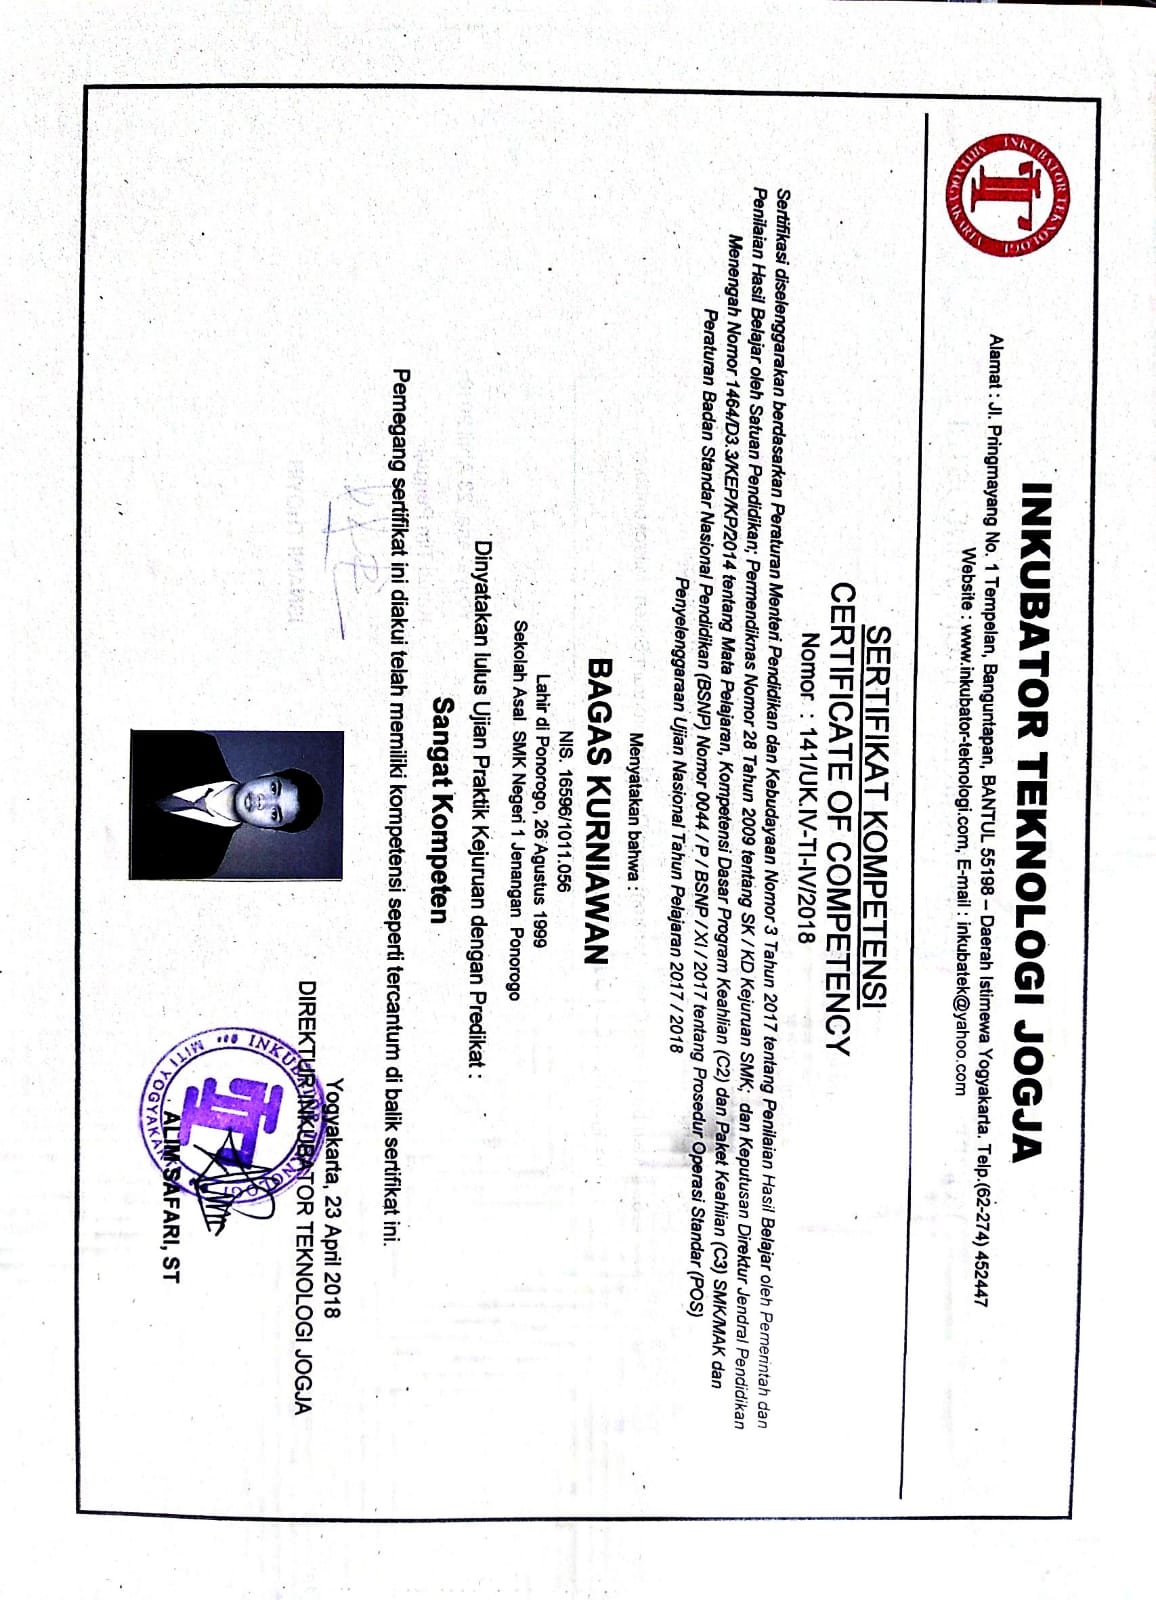 INKUBATOR TEKNOLOGI
MITI YOGYAKARTA
INKUBATOR TEKNOLOGI JOGJA
Alamat : Jl. Pringmayang No. 1 Tempelan, Banguntapan, BANTUL 55198 – Daerah Istimewa Yogyakarta. Telp.(62-274) 452447
Website : www.inkubator-teknologi.com, E-mail : inkubatek@yahoo.com
SERTIFIKAT KOMPETENSI
CERTIFICATE OF COMPETENCY
Nomor : 141/UK.IV-TI-IV/2018
Sertifikasi diselenggarakan berdasarkan Peraturan Menteri Pendidikan dan Kebudayaan Nomor 3 Tahun 2017 tentang Penilaian Hasil Belajar oleh Pemerintah dan
Penilaian Hasil Belajar oleh Satuan Pendidikan; Permendiknas Nomor 28 Tahun 2009 tentang SK / KD Kejuruan SMK; dan Keputusan Direktur Jendral Pendidikan
Menengah Nomor 1464/D3.3/KEP/KP/2014 tentang Mata Pelajaran, Kompetensi Dasar Program Keahlian (C2) dan Paket Keahlian (C3) SMK/MAK dan
Peraturan Badan Standar Nasional Pendidikan (BSNP) Nomor 0044 / P / BSNP / XI / 2017 tentang Prosedur Operasi Standar (POS)
Penyelenggaraan Ujian Nasional Tahun Pelajaran 2017 / 2018
Menyatakan bahwa :
BAGAS KURNIAWAN
NIS. 16596/1011.056
Lahir di Ponorogo, 26 Agustus 1999
Sekolah Asal SMK Negeri 1 Jenangan Ponorogo
Dinyatakan lulus Ujian Praktik Kejuruan dengan Predikat :
Sangat Kompeten
Pemegang sertifikat ini diakui telah memiliki kompetensi seperti tercantum di balik sertifikat ini.
Yogyakarta, 23 April 2018
DIREKTUR INKUBATOR TEKNOLOGI JOGJA
INKUBATOR TEKNOLOGI
MITI YOGYAKARTA
ALIM SAFARI, ST